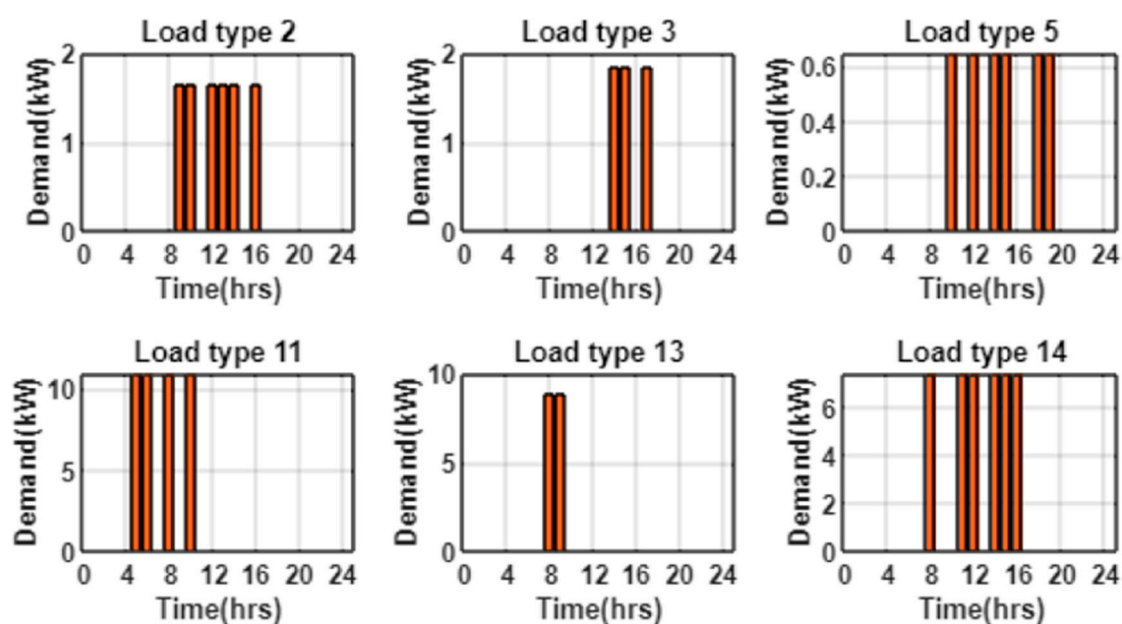 Load type 2
Demand(kW)
2
1
0
0 4 8 12 16 20 24
Time(hrs)
Load type 3
Demand(kW)
2
1
0
0 4 8 12 16 20 24
Time(hrs)
Load type 5
Demand(kW)
0.6
0.4
0.2
0
0 4 8 12 16 20 24
Time(hrs)
Load type 11
Demand(kW)
10
5
0
0 4 8 12 16 20 24
Time(hrs)
Load type 13
Demand(kW)
10
5
0
0 4 8 12 16 20 24
Time(hrs)
Load type 14
Demand(kW)
6
4
2
0
0 4 8 12 16 20 24
Time(hrs)